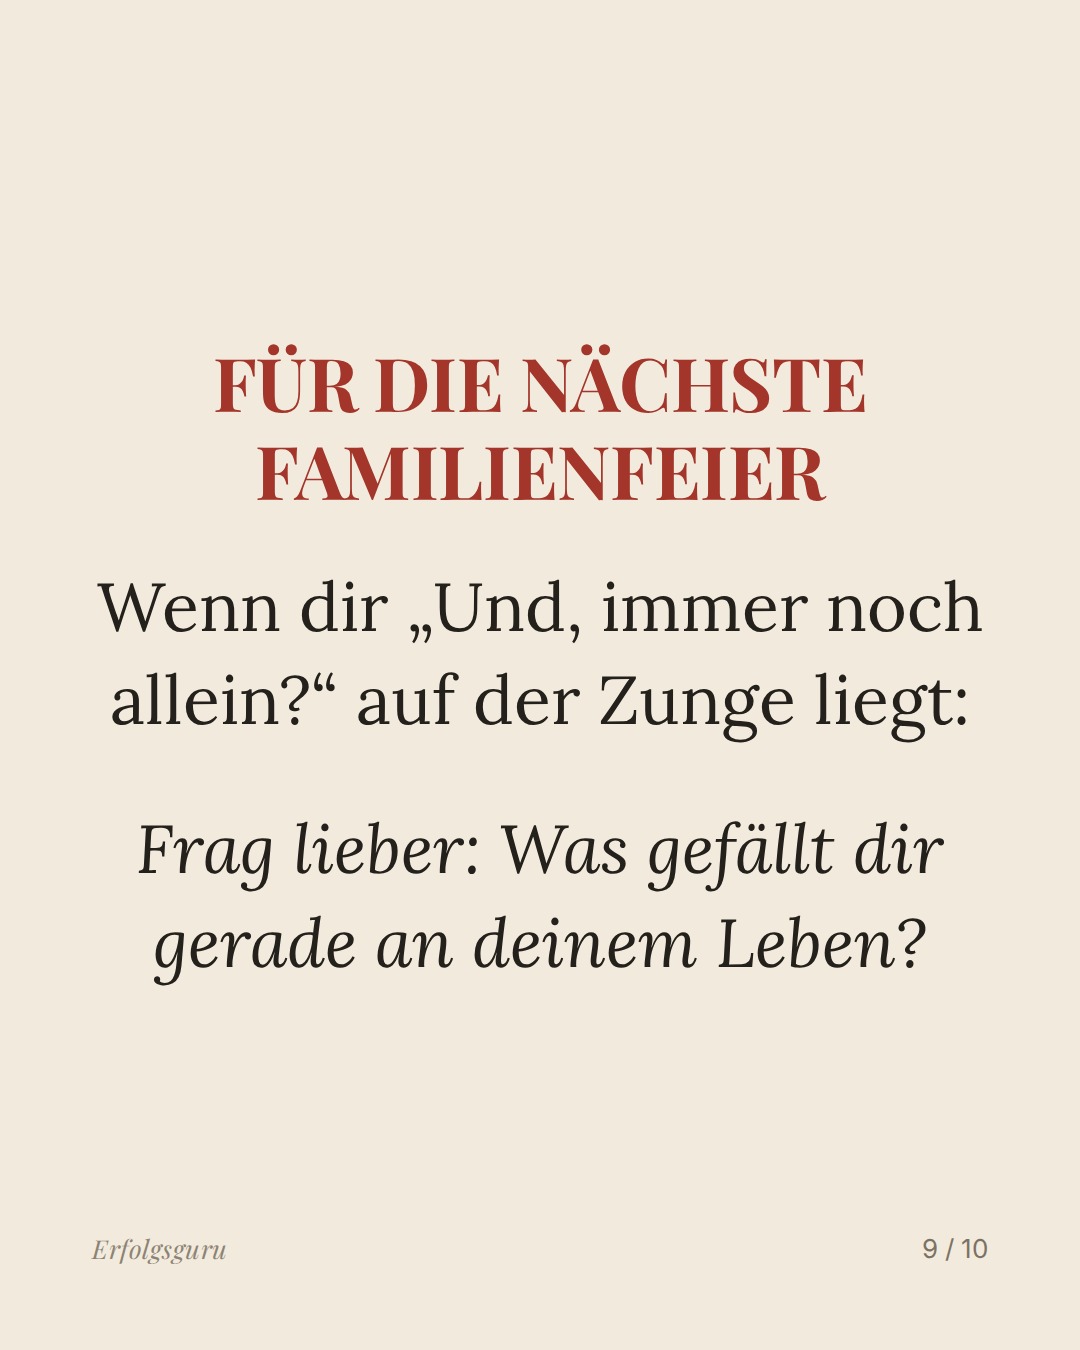 FÜR DIE NÄCHSTE
FAMILIENFEIER
Wenn dir „Und, immer noch
allein?“ auf der Zunge liegt:
Frag lieber: Was gefällt dir
gerade an deinem Leben?
Erfolgsguru
9 / 10